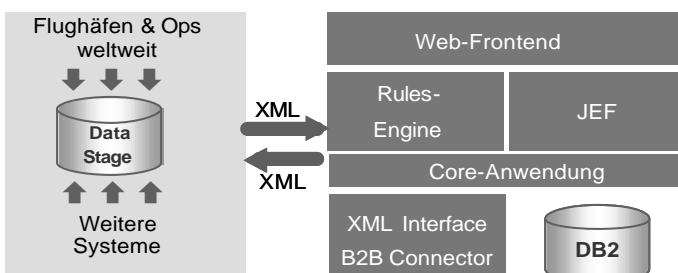 Flughäfen & Ops
weltweit
Data
Stage
Weitere
Systeme
XML
XML
Web-Frontend
Rules-
Engine
JEF
Core-Anwendung
XML Interface
B2B Connector
DB2